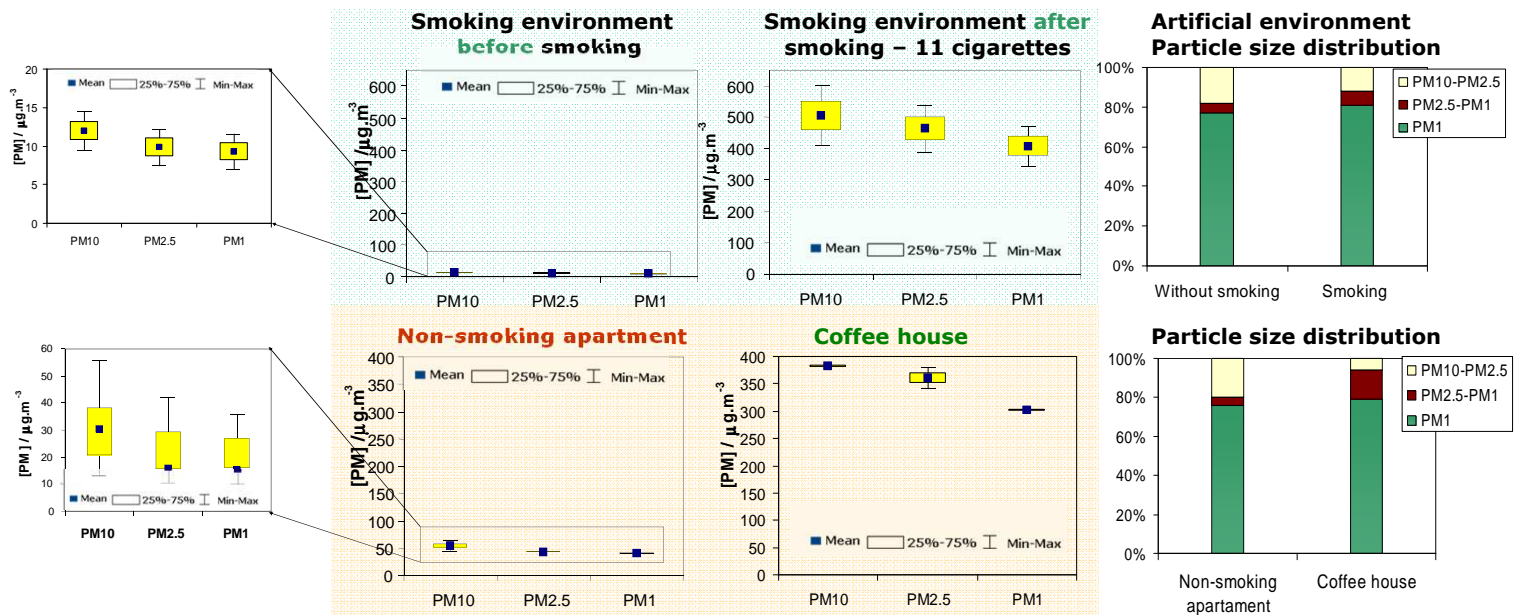 Smoking environment
before smoking
Smoking environment after
smoking – 11 cigarettes
Artificial environment
Particle size distribution
[PM] /µg.m⁻³
20
15
10
5
0
Mean 25%-75% Min-Max
PM10 PM2.5 PM1
[PM] /µg.m⁻³
600
500
400
300
200
100
0
Mean 25%-75% Min-Max
PM10 PM2.5 PM1
[PM] /µg.m⁻³
600
500
400
300
200
100
0
Mean 25%-75% Min-Max
PM10 PM2.5 PM1
100%
80%
60%
40%
20%
0%
PM10-PM2.5
PM2.5-PM1
PM1
Without smoking Smoking
Non-smoking apartment
Coffee house
Particle size distribution
[PM] / µg.m⁻³
60
50
40
30
20
10
0
Mean 25%-75% Min-Max
PM10 PM2.5 PM1
[PM] /µg.m⁻³
400
350
300
250
200
150
100
50
0
Mean 25%-75% Min-Max
PM10 PM2.5 PM1
[PM] / µg.m⁻³
400
350
300
250
200
150
100
50
0
Mean 25%-75% Min-Max
PM10 PM2.5 PM1
100%
80%
60%
40%
20%
0%
PM10-PM2.5
PM2.5-PM1
PM1
Non-smoking
apartament
Coffee house